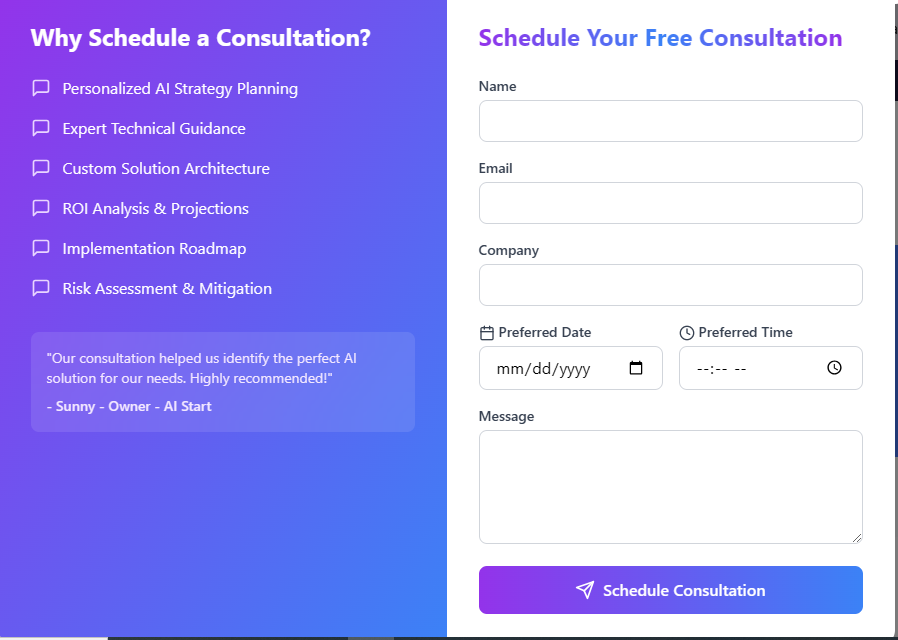 Why Schedule a Consultation?
Personalized AI Strategy Planning
Expert Technical Guidance
Custom Solution Architecture
ROI Analysis & Projections
Implementation Roadmap
Risk Assessment & Mitigation
"Our consultation helped us identify the perfect AI
solution for our needs. Highly recommended!"
- Sunny - Owner - AI Start
Schedule Your Free Consultation
Name
Email
Company
Preferred Date
Preferred Time
mm/dd/yyyy
--:-- --
Message
Schedule Consultation